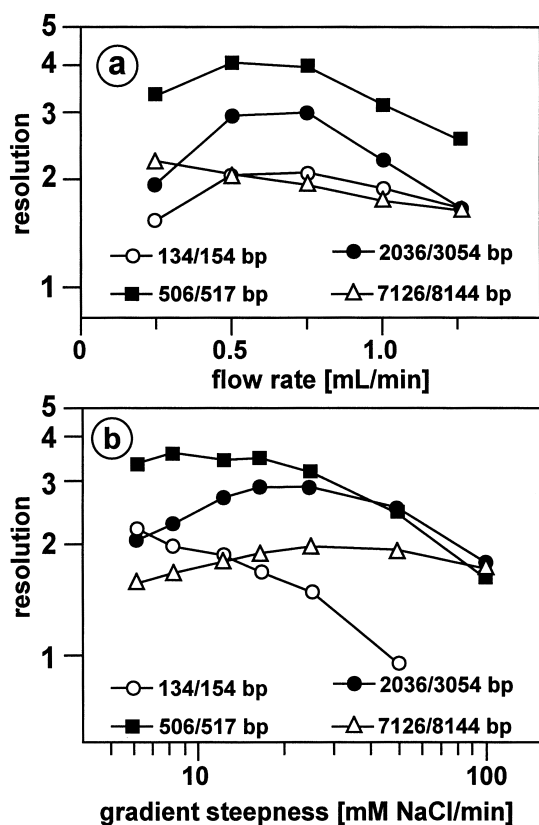 5
a
4
3
2
1
resolution
134/154 bp
2036/3054 bp
506/517 bp
7126/8144 bp
0
0.5
1.0
flow rate [mL/min]
5
b
4
3
2
1
resolution
134/154 bp
2036/3054 bp
506/517 bp
7126/8144 bp
10
100
gradient steepness [mM NaCl/min]